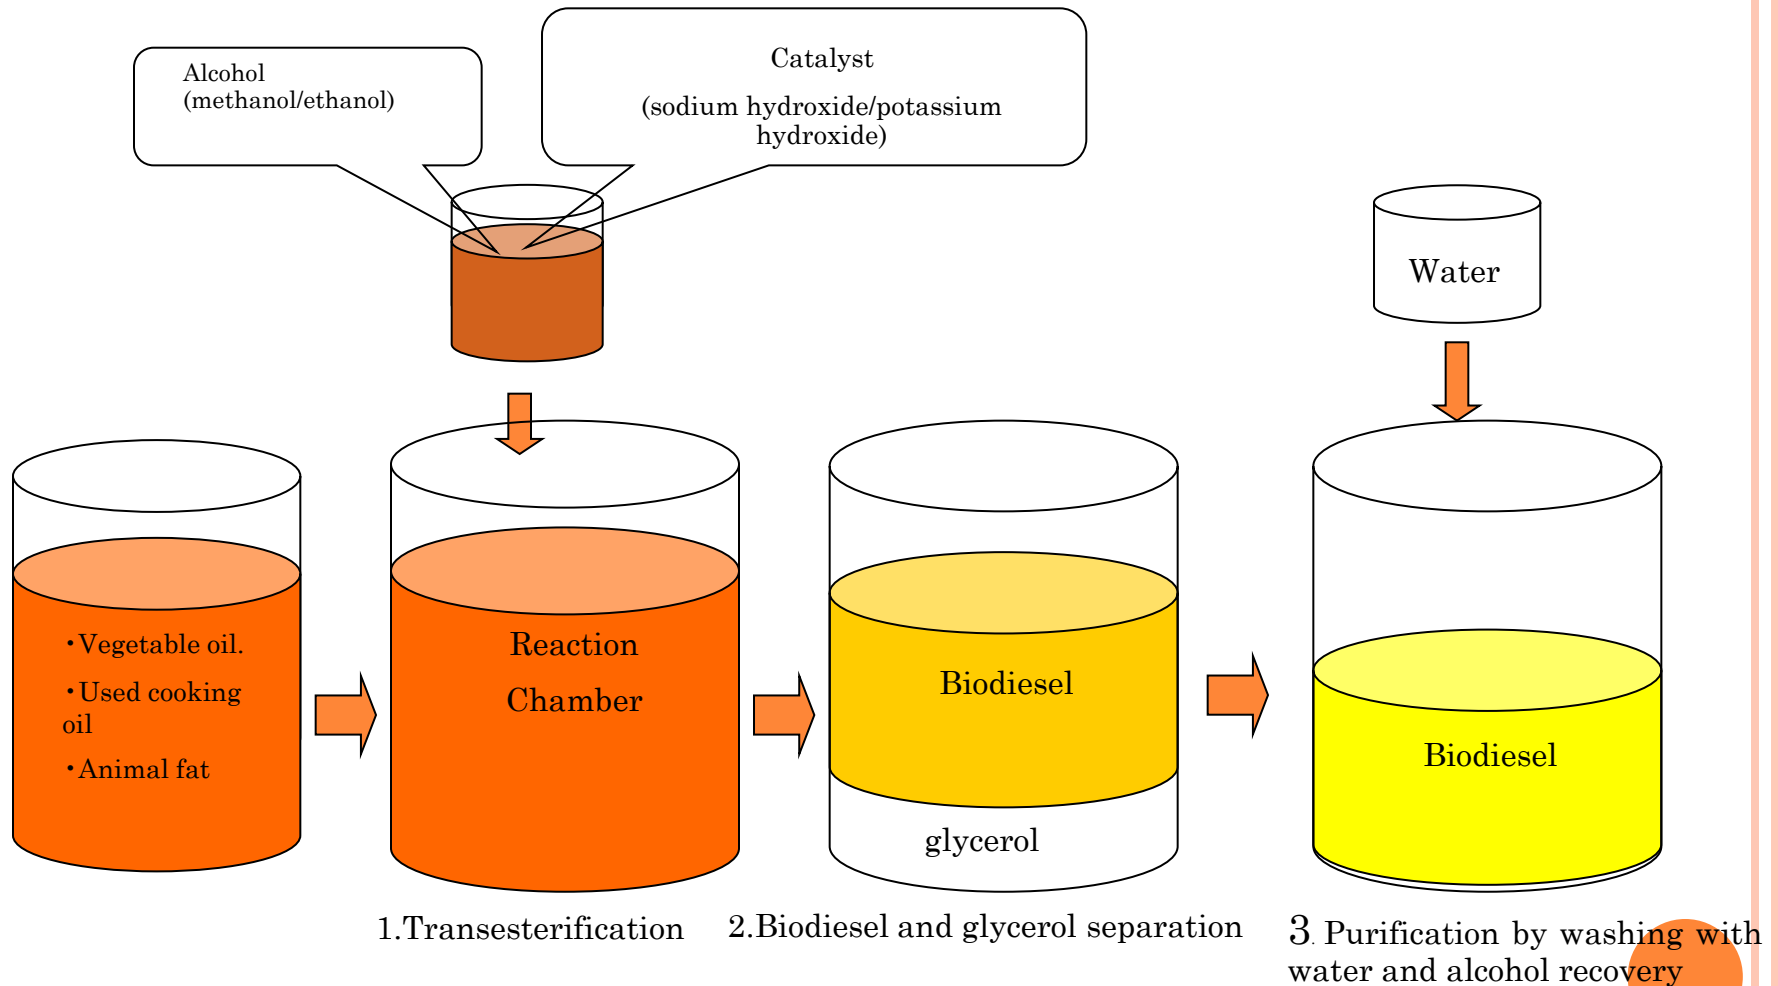 Alcohol
(methanol/ethanol)
Catalyst
(sodium hydroxide/potassium
hydroxide)
Water
•Vegetable oil.
•Used cooking
oil
•Animal fat
Reaction
Chamber
Biodiesel
glycerol
Biodiesel
1.Transesterification
2.Biodiesel and glycerol separation
3. Purification by washing with
water and alcohol recovery